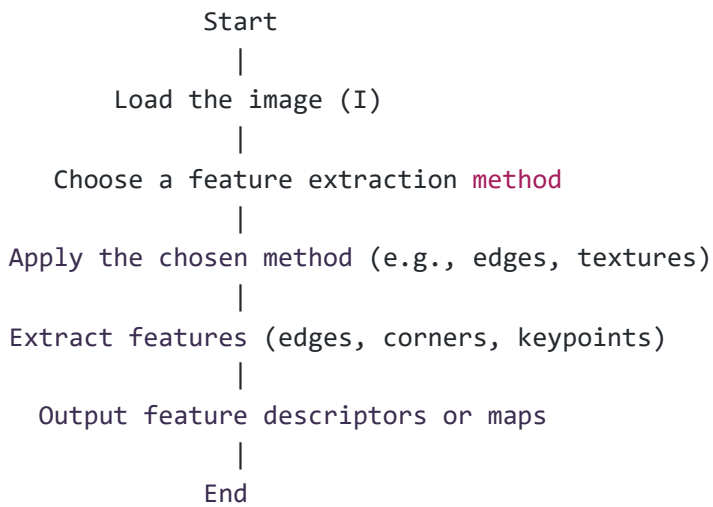 Start
|
Load the image (I)
|
Choose a feature extraction method
|
Apply the chosen method (e.g., edges, textures)
|
Extract features (edges, corners, keypoints)
|
Output feature descriptors or maps
|
End